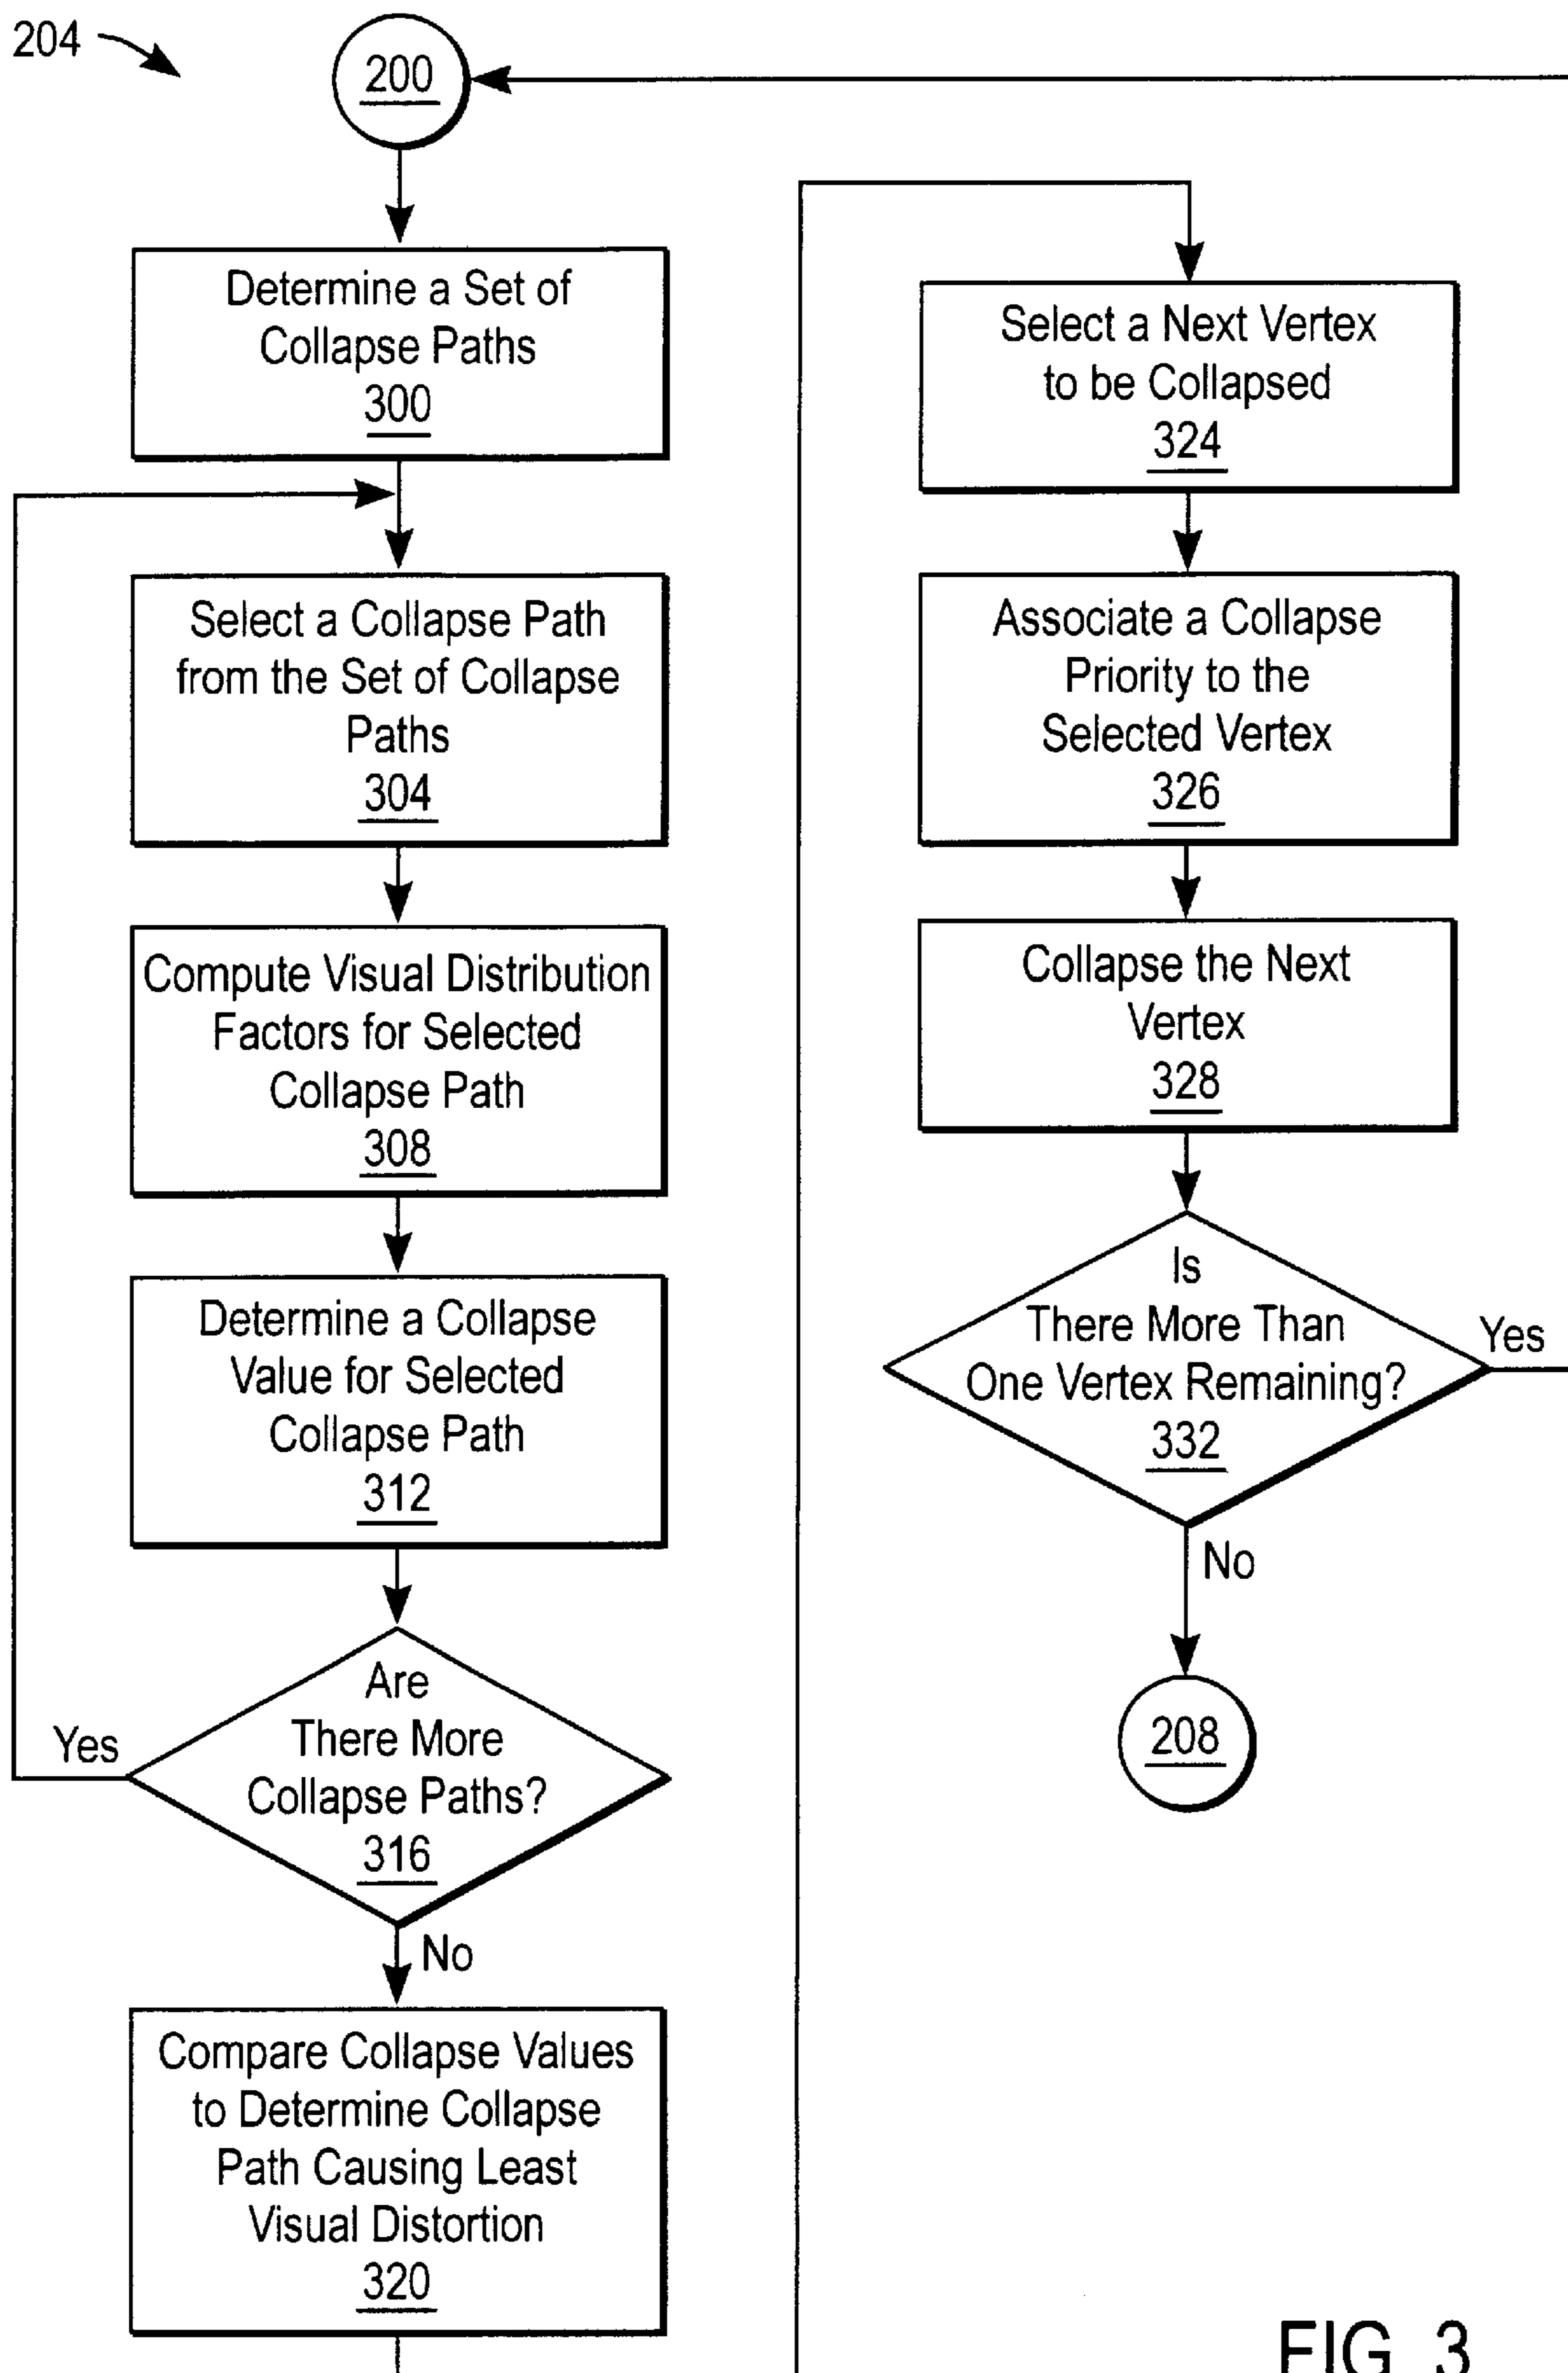 204
200
Determine a Set of
Collapse Paths
300
Select a Collapse Path
from the Set of Collapse
Paths
304
Compute Visual Distribution
Factors for Selected
Collapse Path
308
Determine a Collapse
Value for Selected
Collapse Path
312
Are
There More
Collapse Paths?
316
Yes
No
Compare Collapse Values
to Determine Collapse
Path Causing Least
Visual Distortion
320
Select a Next Vertex
to be Collapsed
324
Associate a Collapse
Priority to the
Selected Vertex
326
Collapse the Next
Vertex
328
Is
There More Than
One Vertex Remaining?
332
Yes
No
208
FIG. 3